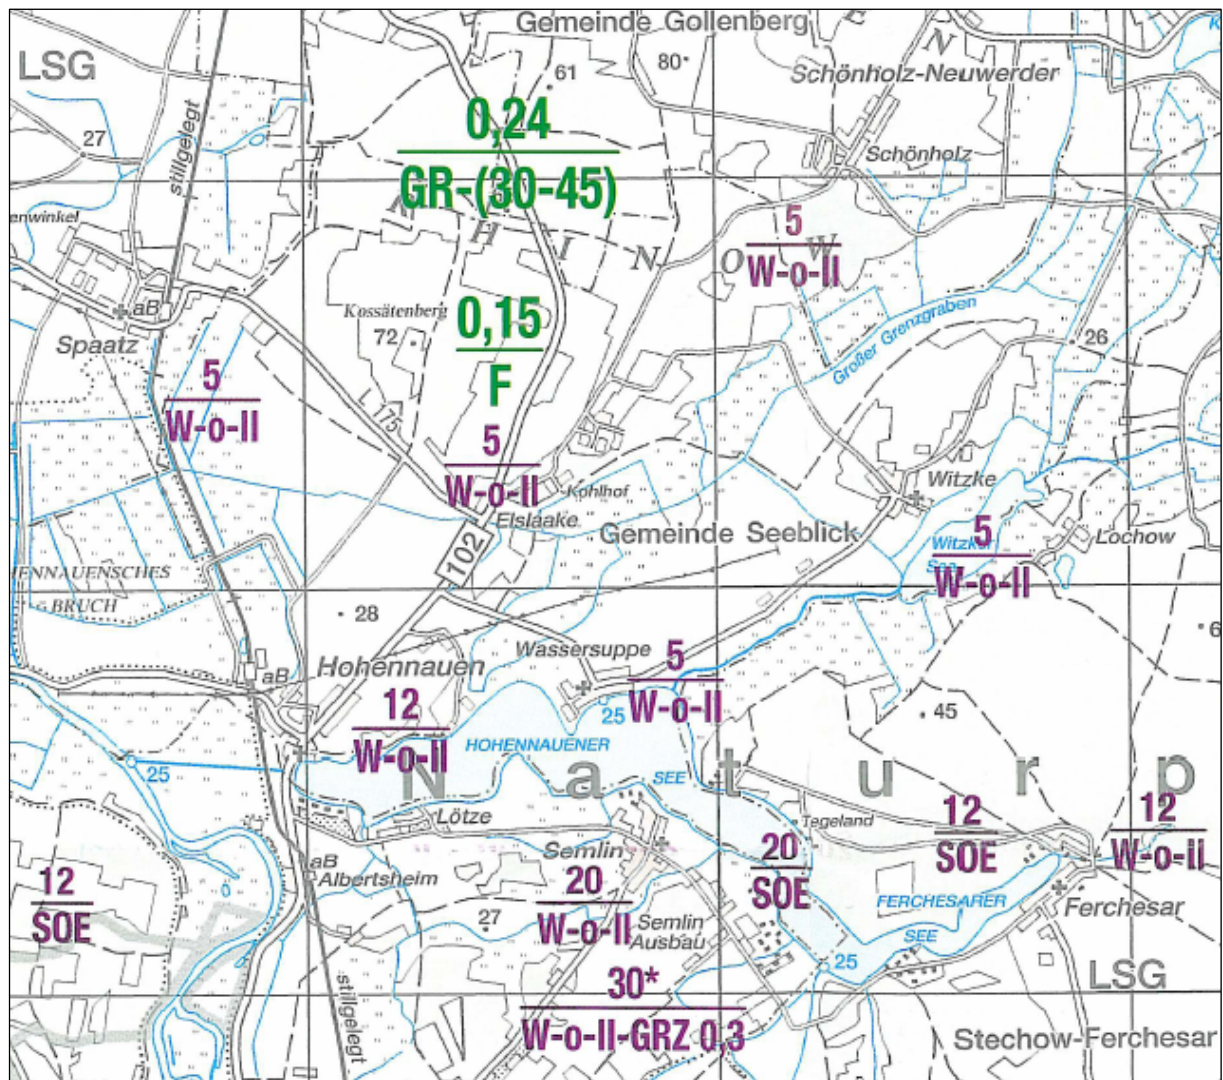 Gemeinde Gollenberg
E
N
LSG
61
80
Schönholz-Neuwerder
0,24
27
stillgelegt
Schönholz
GR-(30-45)
enwinkel
H
I
N
O
W
5
W-o-II
aB
Kossätenberg
0,15
Großer Grenzgraben
72
26
Spaatz
F
5
W-o-II
L 175
5
W-o-II
Kohlhof
Witzke
Elslaake
Gemeinde Seeblick
5
Lochow
102
W-o-II
ENNAUENSCHES
BRUCH
28
6
Wassersuppe
5
Hohennauen
aB
W-o-II
12
25
45
W-o-II
HOHENNAUENER
SEE
25
N a t u r p
12
12
Lötze
Tegeland
SOE
W-o-II
Semlin
20
SOE
aB
Albertsheim
12
SOE
20
W-o-II
FERCHESARER
SEE
Ferchesar
27
Semlin
Ausbau
25
30*
W-o-II-GRZ 0,3
LSG
stillgelegt
Stechow-Ferchesar